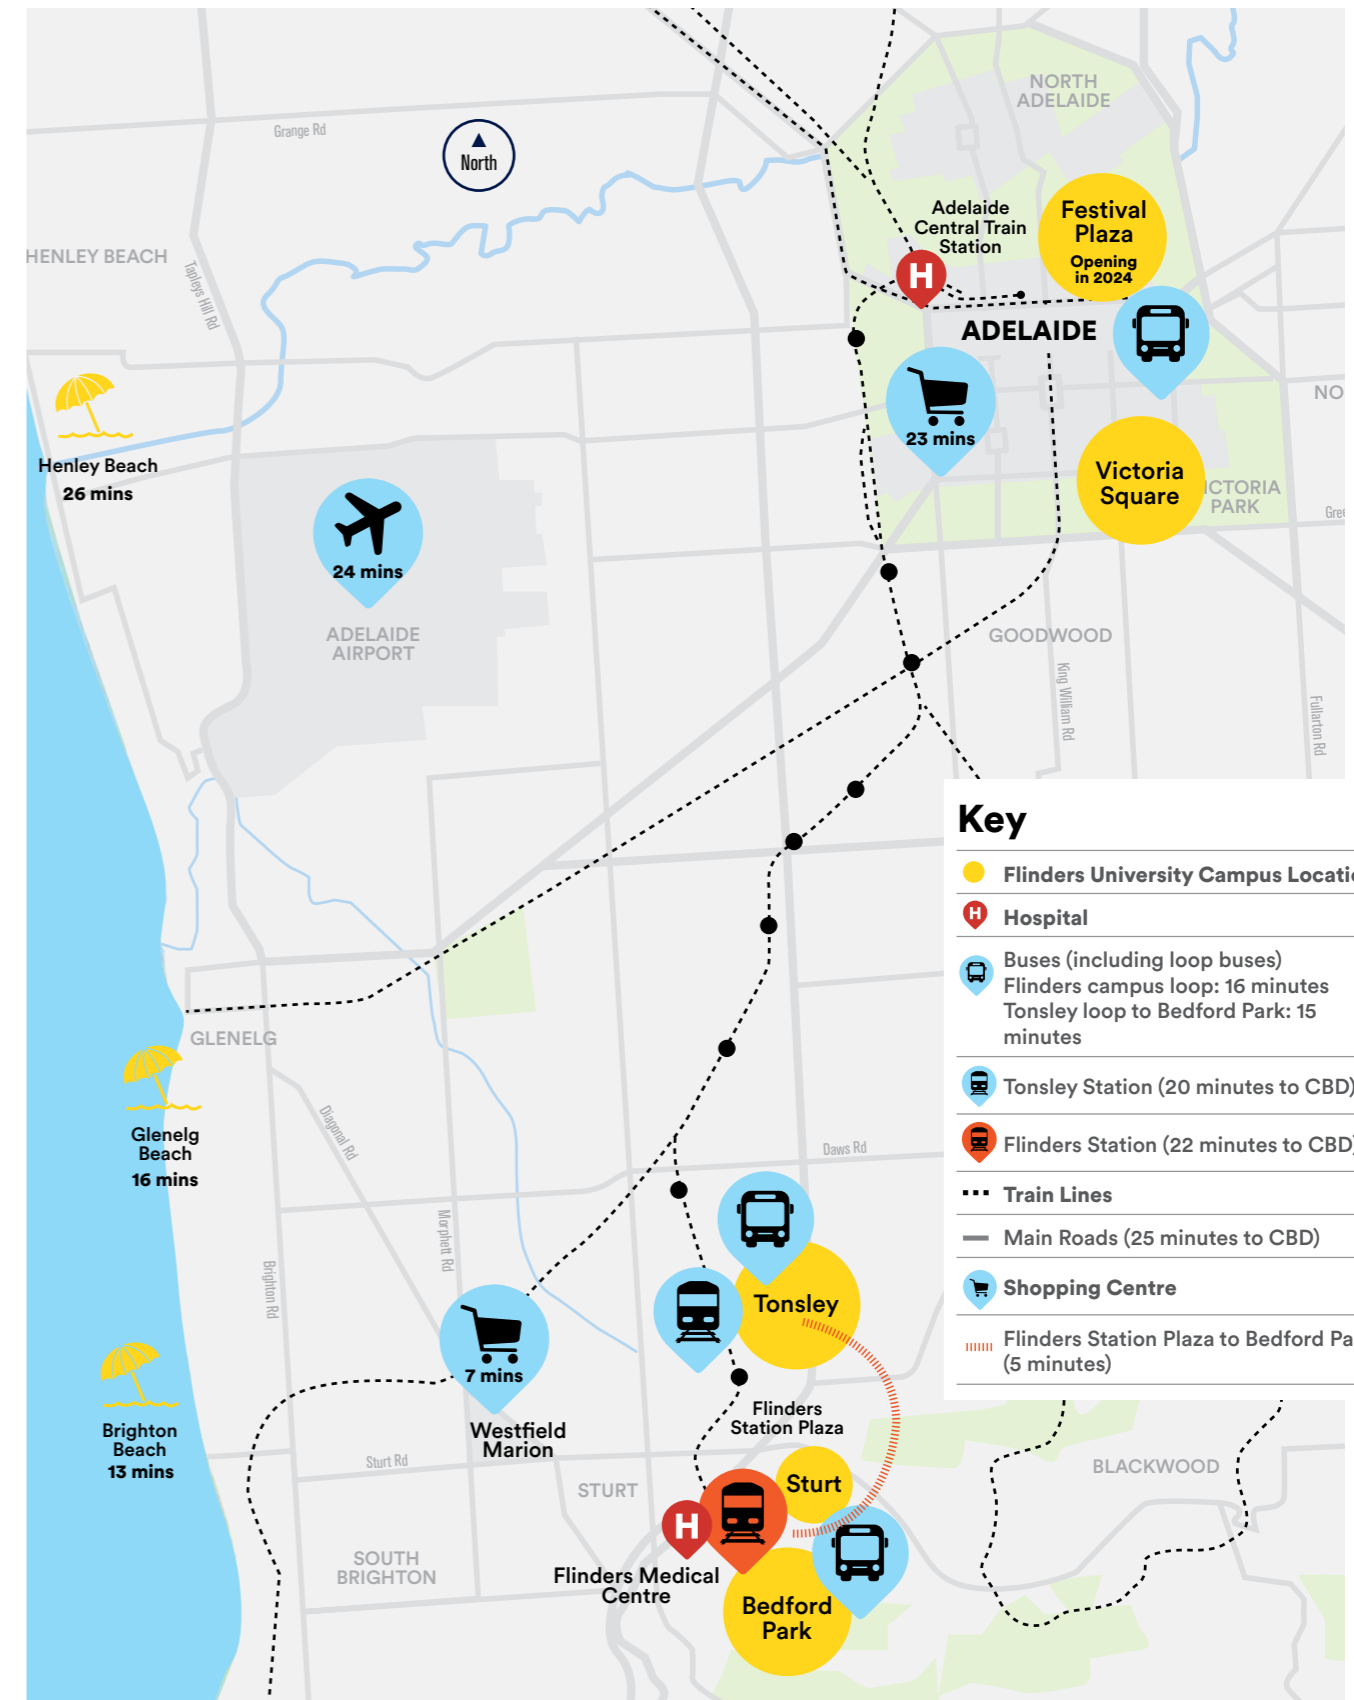 NORTH
ADELAIDE
Grange Rd
North
Adelaide
Central Train
Station
Festival
Plaza
Opening
in 2024
HENLEY BEACH
Tapleys Hill Rd
H
ADELAIDE
23 mins
NO
Henley Beach
26 mins
Victoria
Square
ICTORIA
PARK
Gree
24 mins
ADELAIDE
AIRPORT
GOODWOOD
King William Rd
Fullarton Rd
Key
Flinders University Campus Locatio
H
Hospital
Buses (including loop buses)
Flinders campus loop: 16 minutes
Tonsley loop to Bedford Park: 15
minutes
Tonsley Station (20 minutes to CBD)
Flinders Station (22 minutes to CBD)
Train Lines
Main Roads (25 minutes to CBD)
Shopping Centre
Flinders Station Plaza to Bedford Pa
(5 minutes)
GLENELG
Glenelg
Beach
16 mins
Diagonal Rd
Daws Rd
Morphett Rd
Brighton Rd
Tonsley
7 mins
Westfield
Marion
Flinders
Station Plaza
Brighton
Beach
13 mins
Sturt Rd
STURT
Sturt
BLACKWOOD
H
Flinders Medical
Centre
SOUTH
BRIGHTON
Bedford
Park